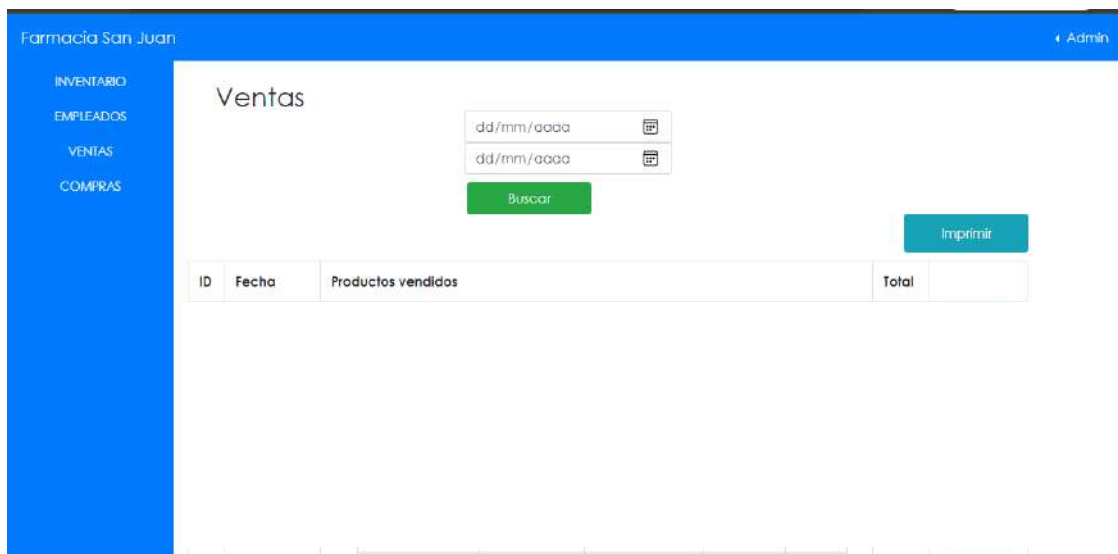 Farmacia San Juan
Admin
INVENTARIO
EMPLEADOS
VENTAS
COMPRAS
Ventas
dd/mm/aaaa
dd/mm/aaaa
Buscar
Imprimir
ID Fecha Productos vendidos Total